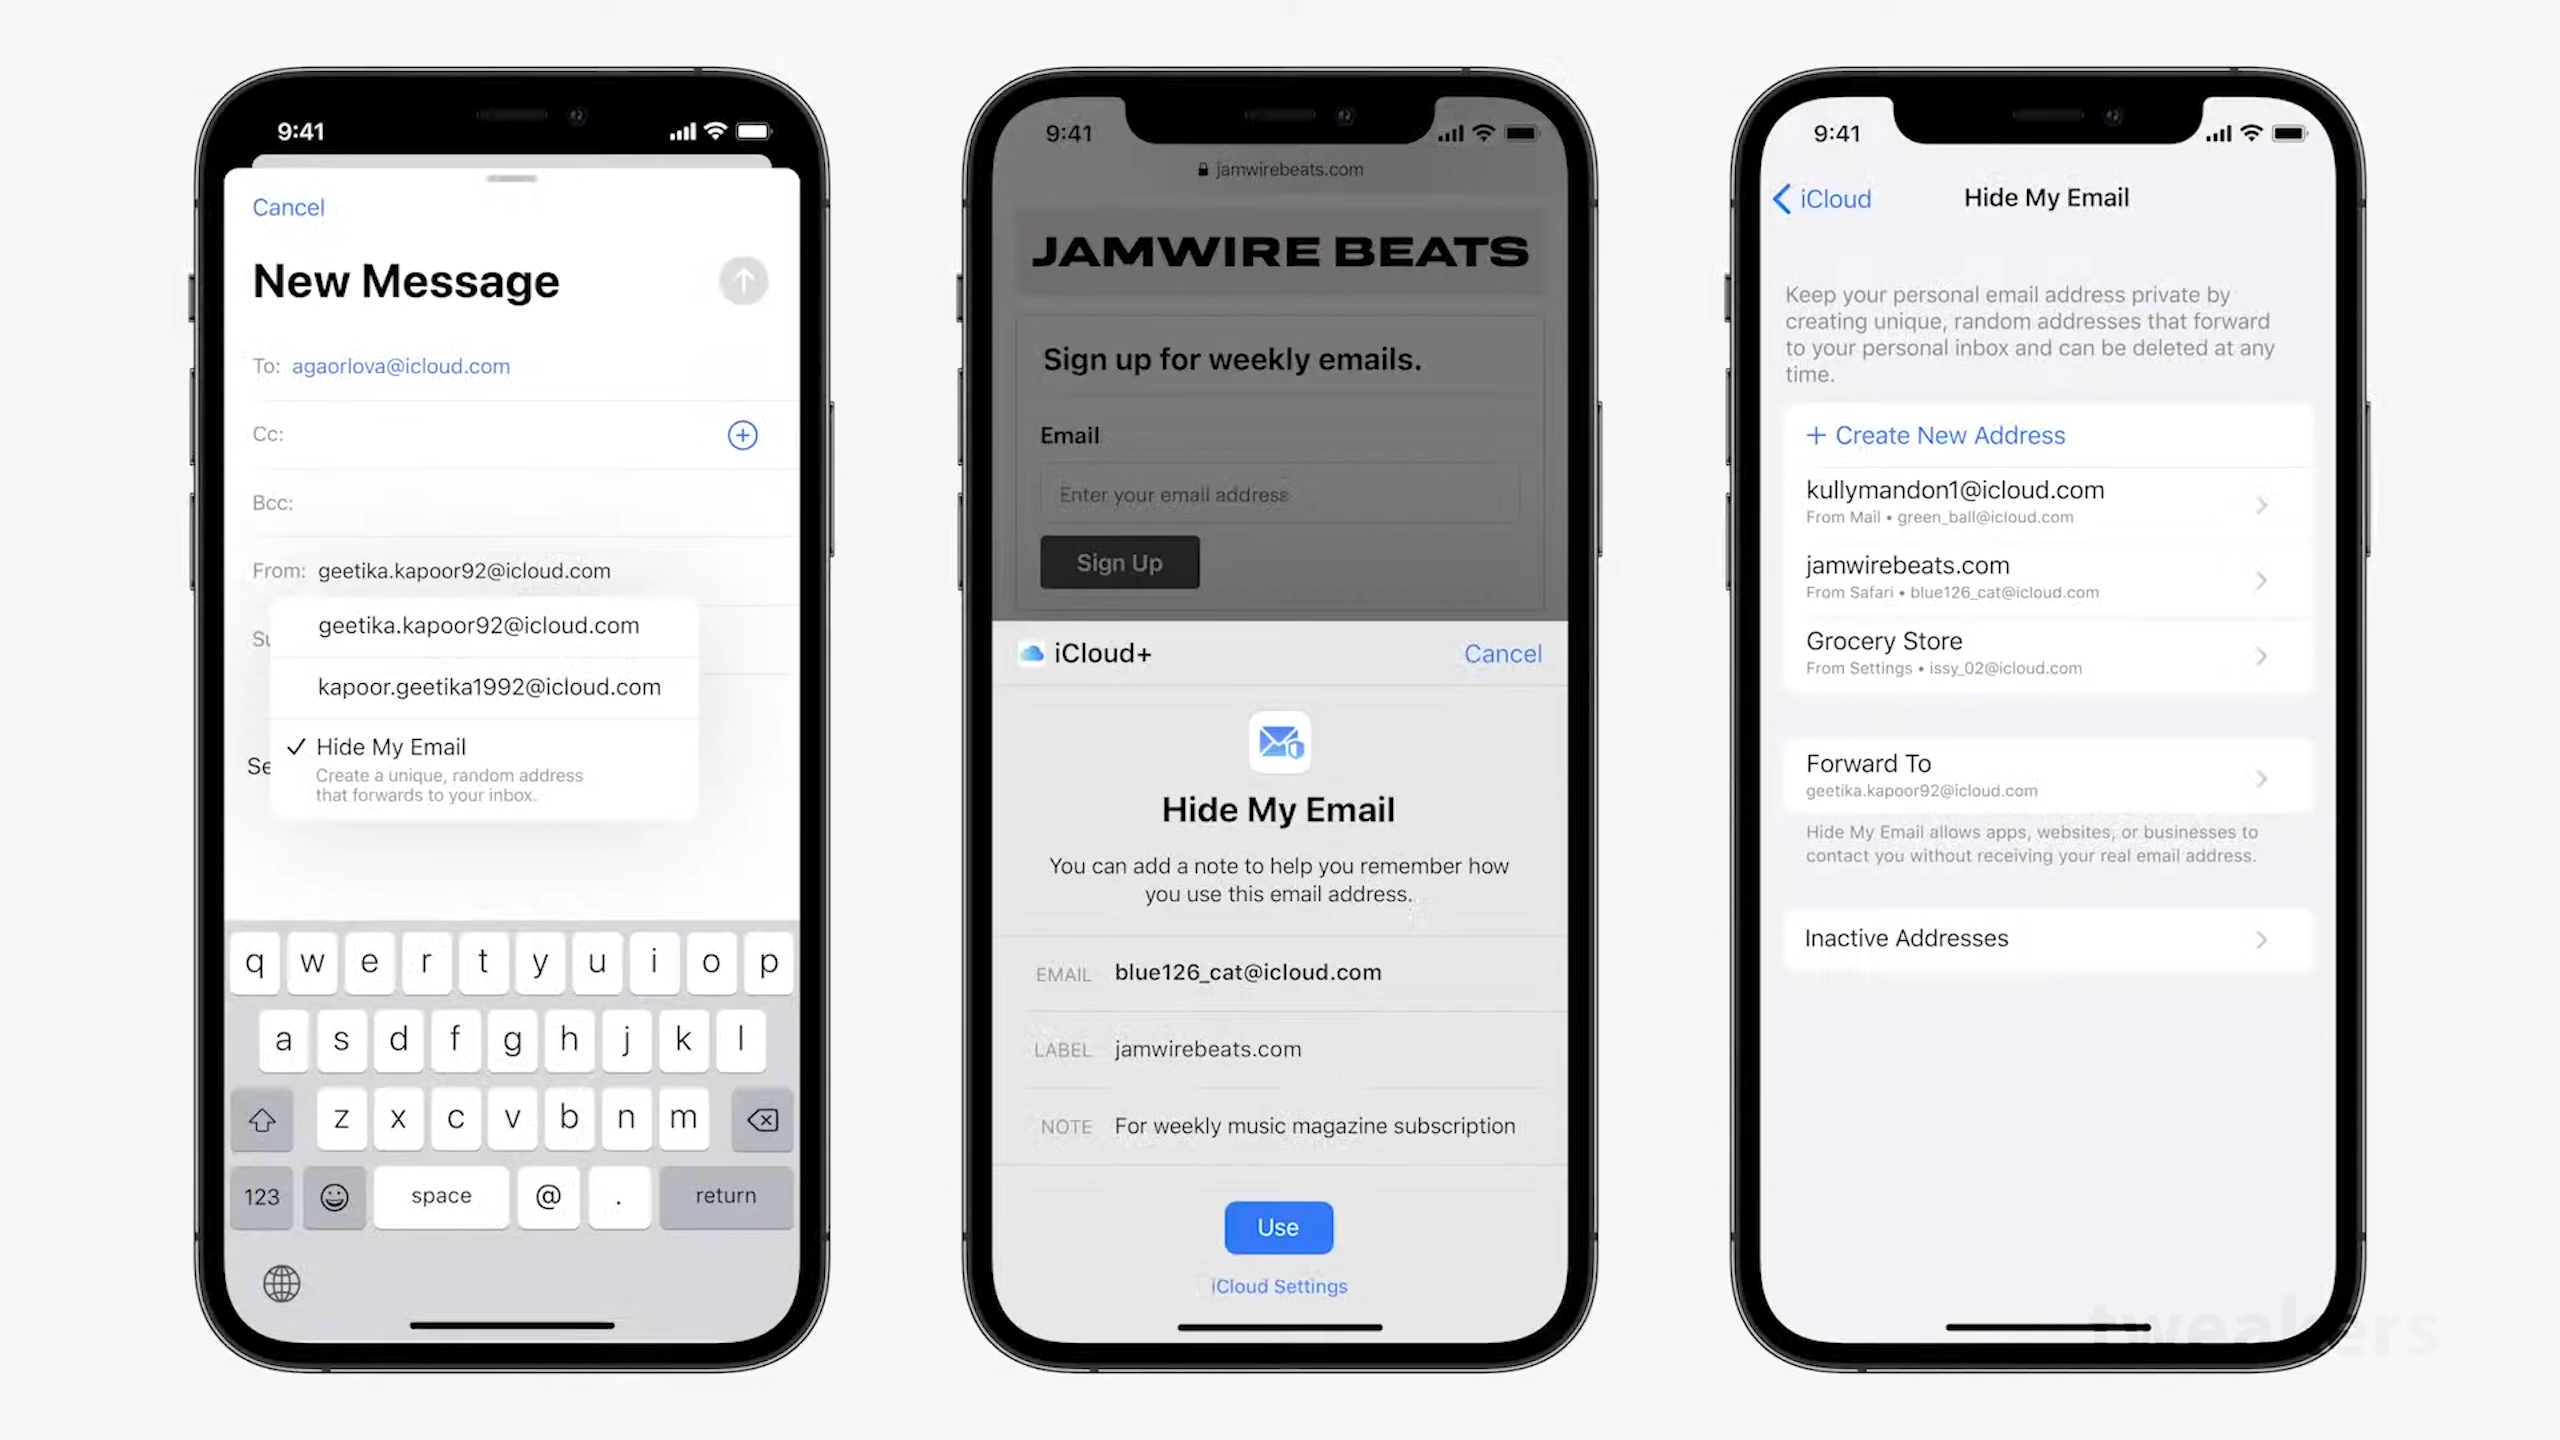 9:41
Cancel
New Message
To: agaorlova@icloud.com
Cc:
Bcc:
From: geetika.kapoor92@icloud.com
geetika.kapoor92@icloud.com
Su
kapoor.geetika1992@icloud.com
Hide My Email
Se
Create a unique, random address
that forwards to your inbox.
q w e r t y u i o p
a s d f g h j k l
z x c v b n m
123 space @ . return
9:41
jamwirebeats.com
JAMWIRE BEATS
Sign up for weekly emails.
Email
Enter your email address
Sign Up
iCloud+ Cancel
Hide My Email
You can add a note to help you remember how
you use this email address.
EMAIL blue126_cat@icloud.com
LABEL jamwirebeats.com
NOTE For weekly music magazine subscription
Use
iCloud Settings
9:41
iCloud Hide My Email
Keep your personal email address private by
creating unique, random addresses that forward
to your personal inbox and can be deleted at any
time.
+ Create New Address
kullymandon1@icloud.com
From Mail • green_ball@icloud.com
jamwirebeats.com
From Safari • blue126_cat@icloud.com
Grocery Store
From Settings • issy_02@icloud.com
Forward To
geetika.kapoor92@icloud.com
Hide My Email allows apps, websites, or businesses to
contact you without receiving your real email address.
Inactive Addresses
tweakers